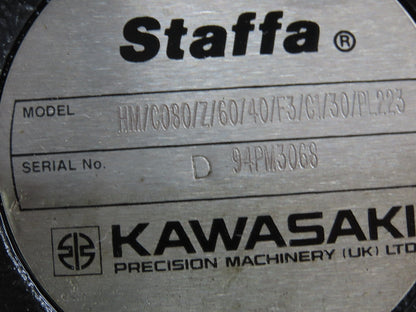 Staffa ®
MODEL HM/C080/Z/60/40/F3/C1/30/PL223
SERIAL No. D 94PM3068
KAWASAKI
PRECISION MACHINERY (UK) LTD